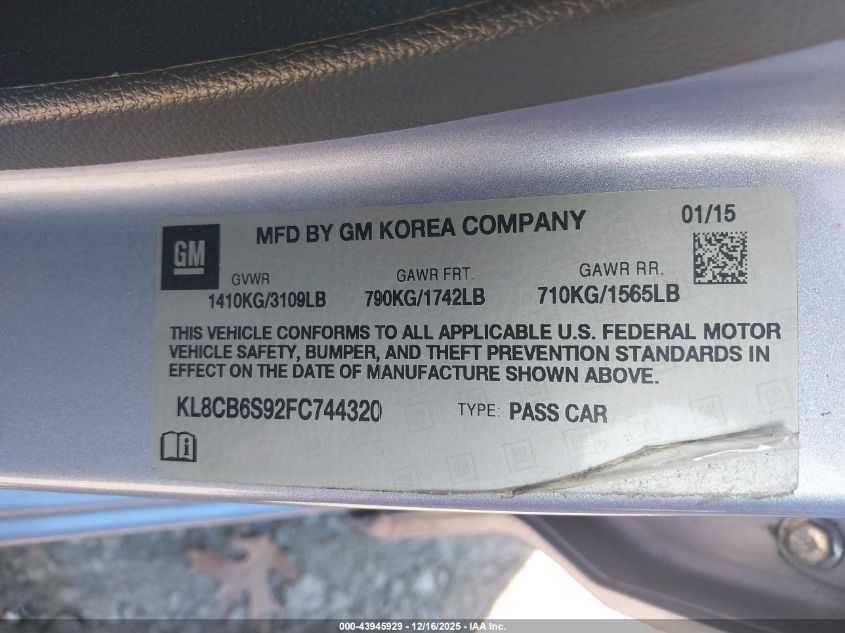 GM
MFD BY GM KOREA COMPANY
01/15
GVWR
GAWR FRT.
GAWR RR.
1410KG/3109LB
790KG/1742LB
710KG/1565LB
THIS VEHICLE CONFORMS TO ALL APPLICABLE U.S. FEDERAL MOTOR
VEHICLE SAFETY, BUMPER, AND THEFT PREVENTION STANDARDS IN
EFFECT ON THE DATE OF MANUFACTURE SHOWN ABOVE.
KL8CB6S92FC744320
TYPE: PASS CAR
000-43945929 - 12/16/2025 - IAA Inc.